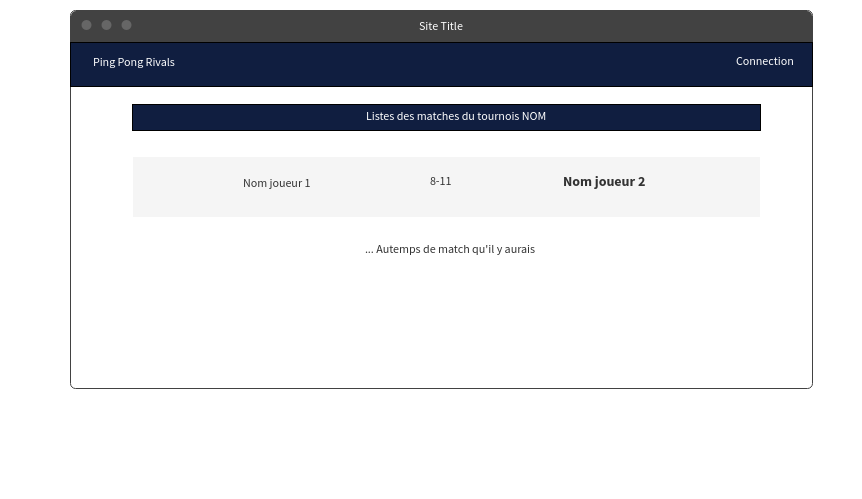 Site Title
Ping Pong Rivals
Connection
Listes des matches du tournois NOM
Nom joueur 1
8-11
Nom joueur 2
... Autemps de match qu'il y aurais